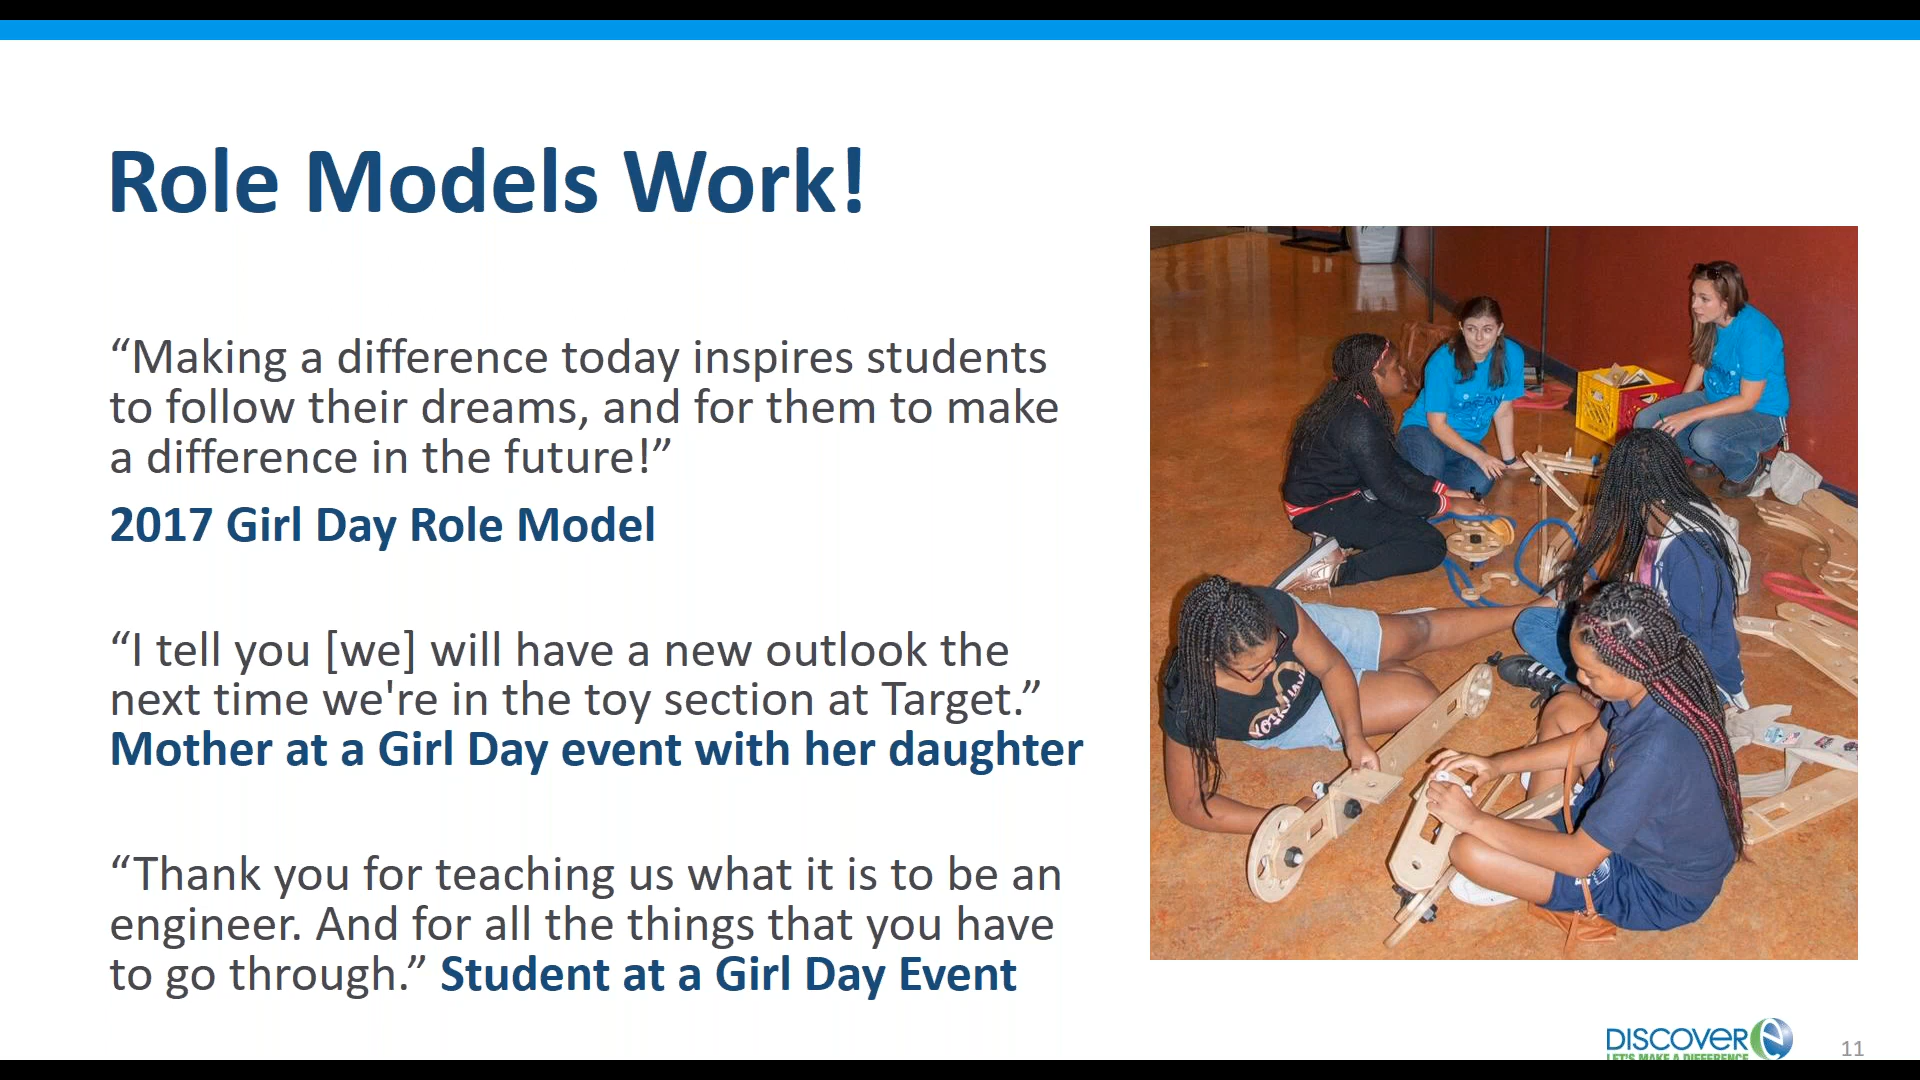 Role Models Work!
“Making a difference today inspires students
to follow their dreams, and for them to make
a difference in the future!”
2017 Girl Day Role Model
“I tell you [we] will have a new outlook the
next time we're in the toy section at Target.”
Mother at a Girl Day event with her daughter
“Thank you for teaching us what it is to be an
engineer. And for all the things that you have
to go through.” Student at a Girl Day Event
DISCOVER e
LET'S MAKE A DIFFERENCE
11